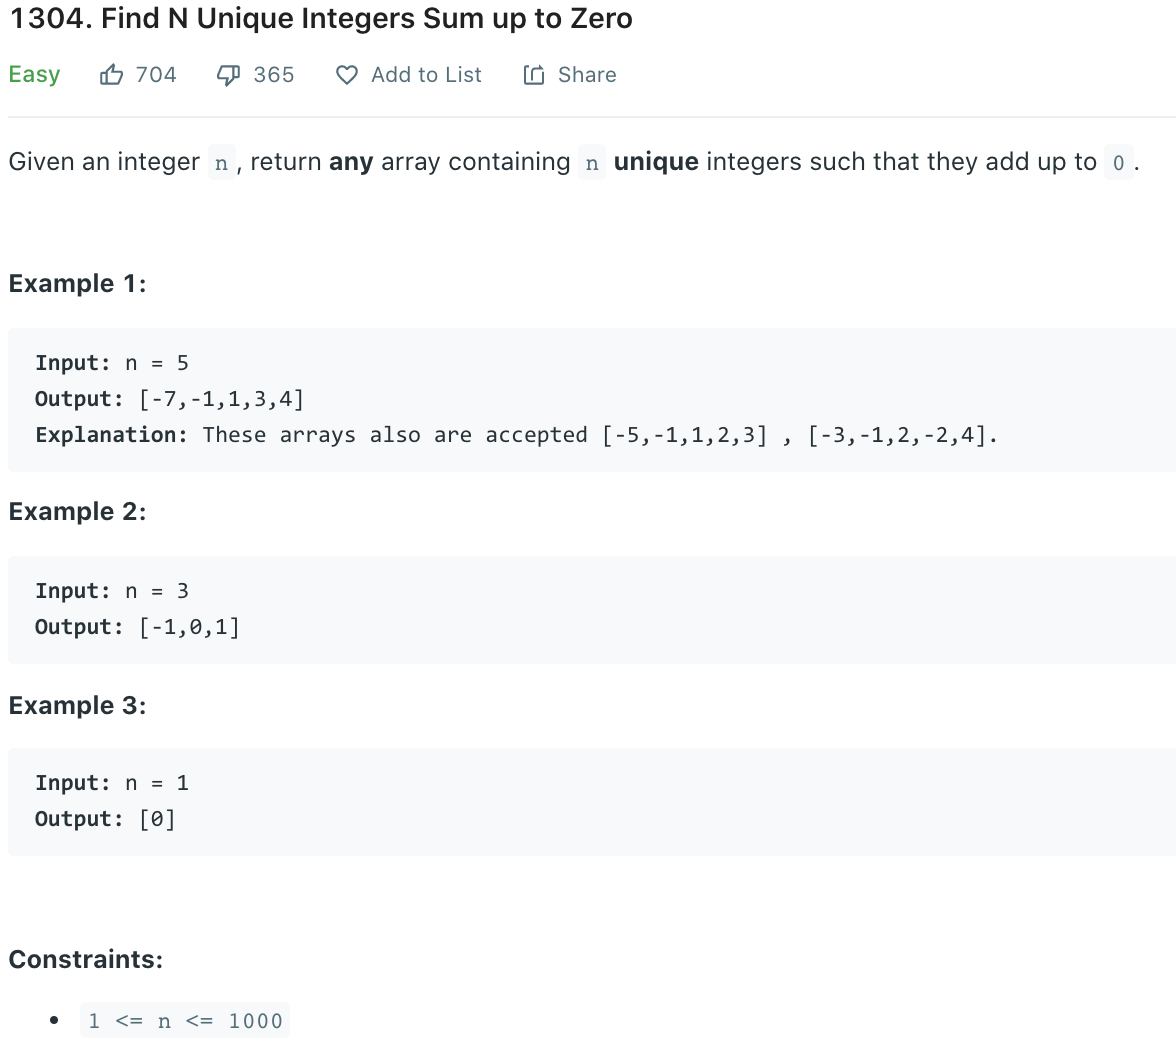 1304. Find N Unique Integers Sum up to Zero
Easy 704 365 Add to List Share
Given an integer n, return any array containing n unique integers such that they add up to 0.
Example 1:
Input: n = 5
Output: [-7,-1,1,3,4]
Explanation: These arrays also are accepted [-5,-1,1,2,3] , [-3,-1,2,-2,4].
Example 2:
Input: n = 3
Output: [-1,0,1]
Example 3:
Input: n = 1
Output: [0]
Constraints:
• 1 <= n <= 1000